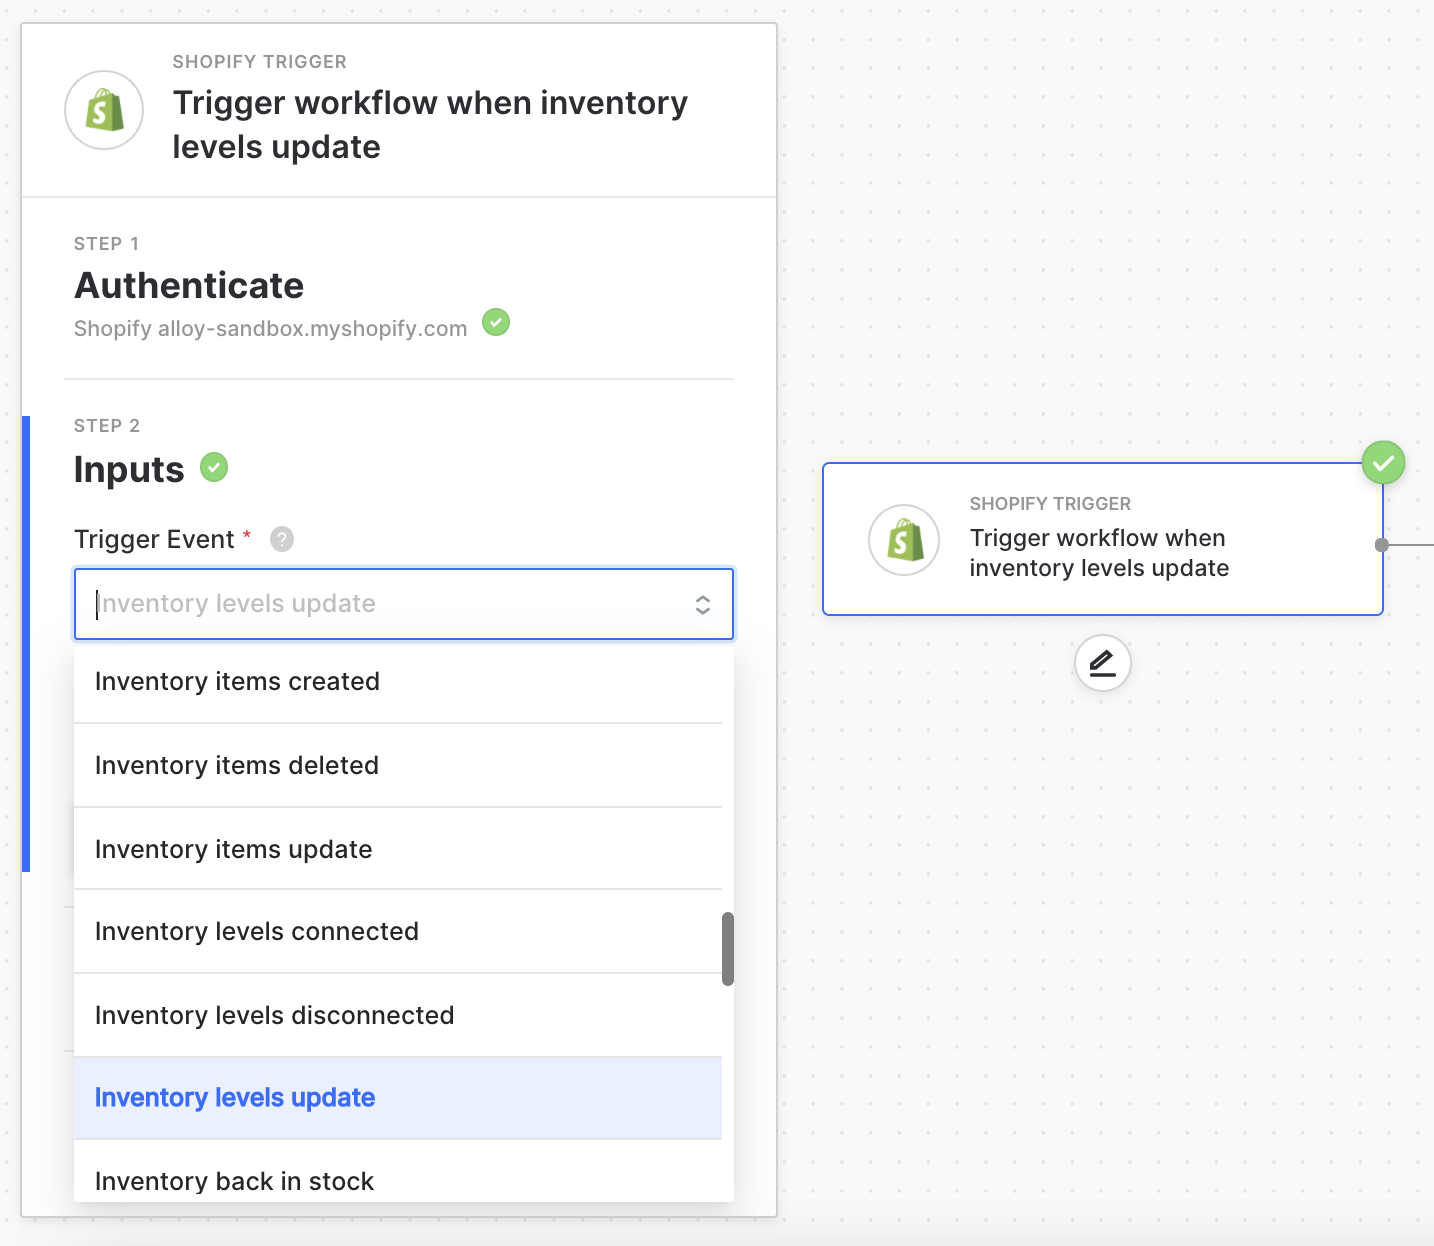 SHOPIFY TRIGGER
Trigger workflow when inventory
levels update
STEP 1
Authenticate
Shopify alloy-sandbox.myshopify.com
STEP 2
Inputs
Trigger Event * ?
Inventory levels update
Inventory items created
Inventory items deleted
Inventory items update
Inventory levels connected
Inventory levels disconnected
Inventory levels update
Inventory back in stock
SHOPIFY TRIGGER
Trigger workflow when
inventory levels update